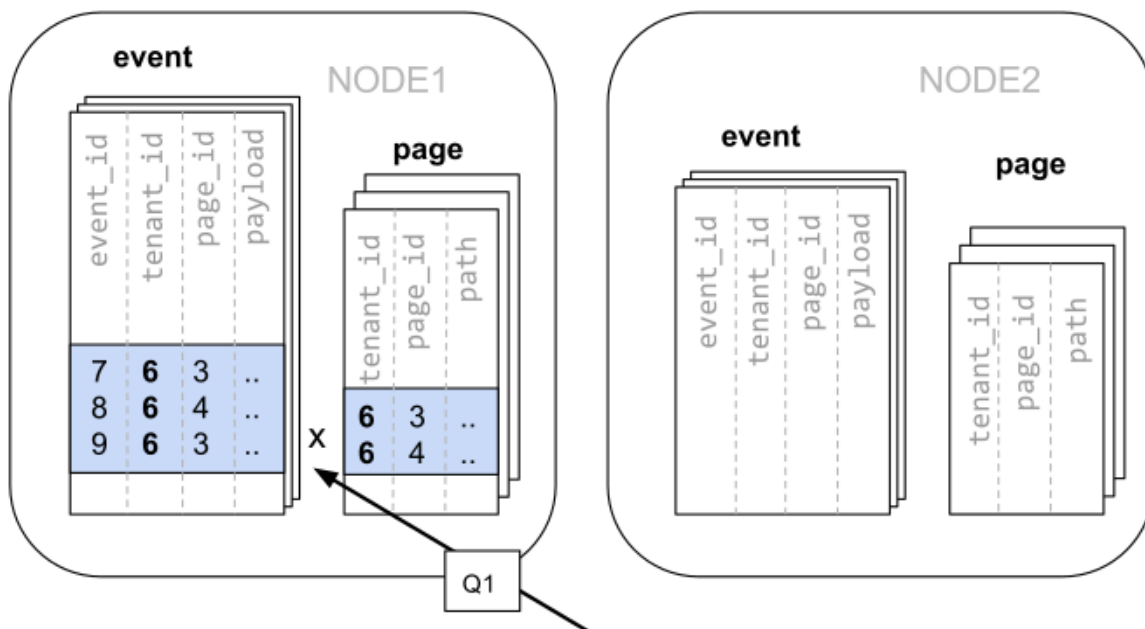 event
NODE1
event_id
tenant_id
page_id
payload
7 6 3 ..
8 6 4 ..
9 6 3 ..
x
page
tenant_id
page_id
path
6 3 ..
6 4 ..
Q1
NODE2
event
event_id
tenant_id
page_id
payload
page
tenant_id
page_id
path